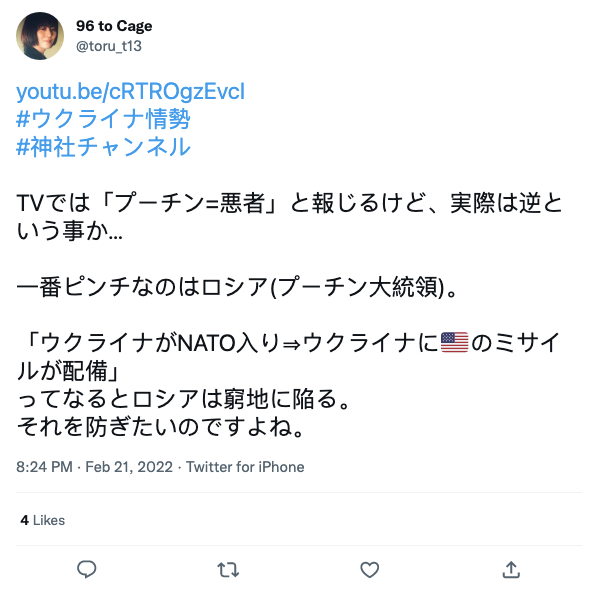 96 to Cage
@toru_t13
youtu.be/cRTROgzEvcI
#ウクライナ情勢
#神社チャンネル
TVでは「プーチン=悪者」と報じるけど、実際は逆と
いう事か...
一番ピンチなのはロシア(プーチン大統領)。
「ウクライナがNATO入り⇒ウクライナに🇺🇸のミサイ
ルが配備」
ってなるとロシアは窮地に陥る。
それを防ぎたいのですよね。
8:24 PM · Feb 21, 2022 · Twitter for iPhone
4 Likes